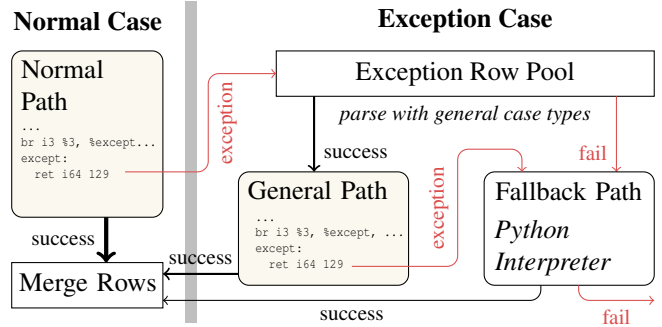 Normal Case
Exception Case
Normal
Path
...
br i3 %3, %except...
except:
ret i64 129
exception
Exception Row Pool
parse with general case types
success
fail
General Path
...
br i3 %3, %except, ...
except:
ret i64 129
exception
Fallback Path
Python
Interpreter
success
success
Merge Rows
success
fail